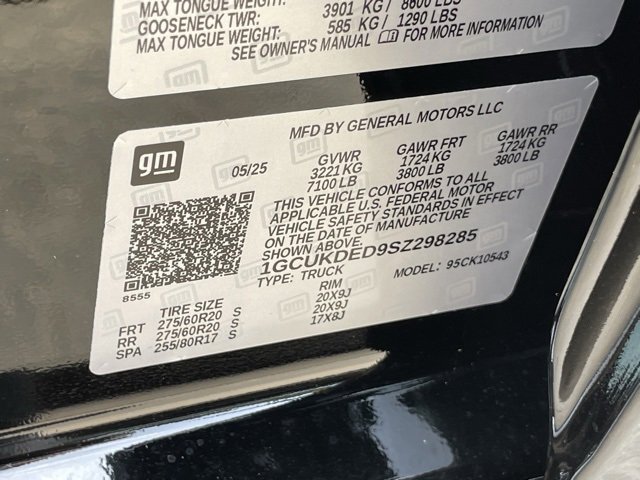 MAX TONGUE WEIGHT: 3901 KG / 8600 LBS
GOOSENECK TWR: 585 KG / 1290 LBS
MAX TONGUE WEIGHT:
SEE OWNER'S MANUAL FOR MORE INFORMATION
MFD BY GENERAL MOTORS LLC
gm
05/25
GVWR GAWR FRT GAWR RR
3221 KG 1724 KG 1724 KG
7100 LB 3800 LB 3800 LB
THIS VEHICLE CONFORMS TO ALL
APPLICABLE U.S. FEDERAL MOTOR
VEHICLE SAFETY STANDARDS IN EFFECT
ON THE DATE OF MANUFACTURE
SHOWN ABOVE.
1GCUKDED9SZ298285
TYPE: TRUCK MODEL: 95CK10543
8555
TIRE SIZE RIM
FRT 275/60R20 S 20X9J
RR 275/60R20 S 20X9J
SPA 255/80R17 S 17X8J